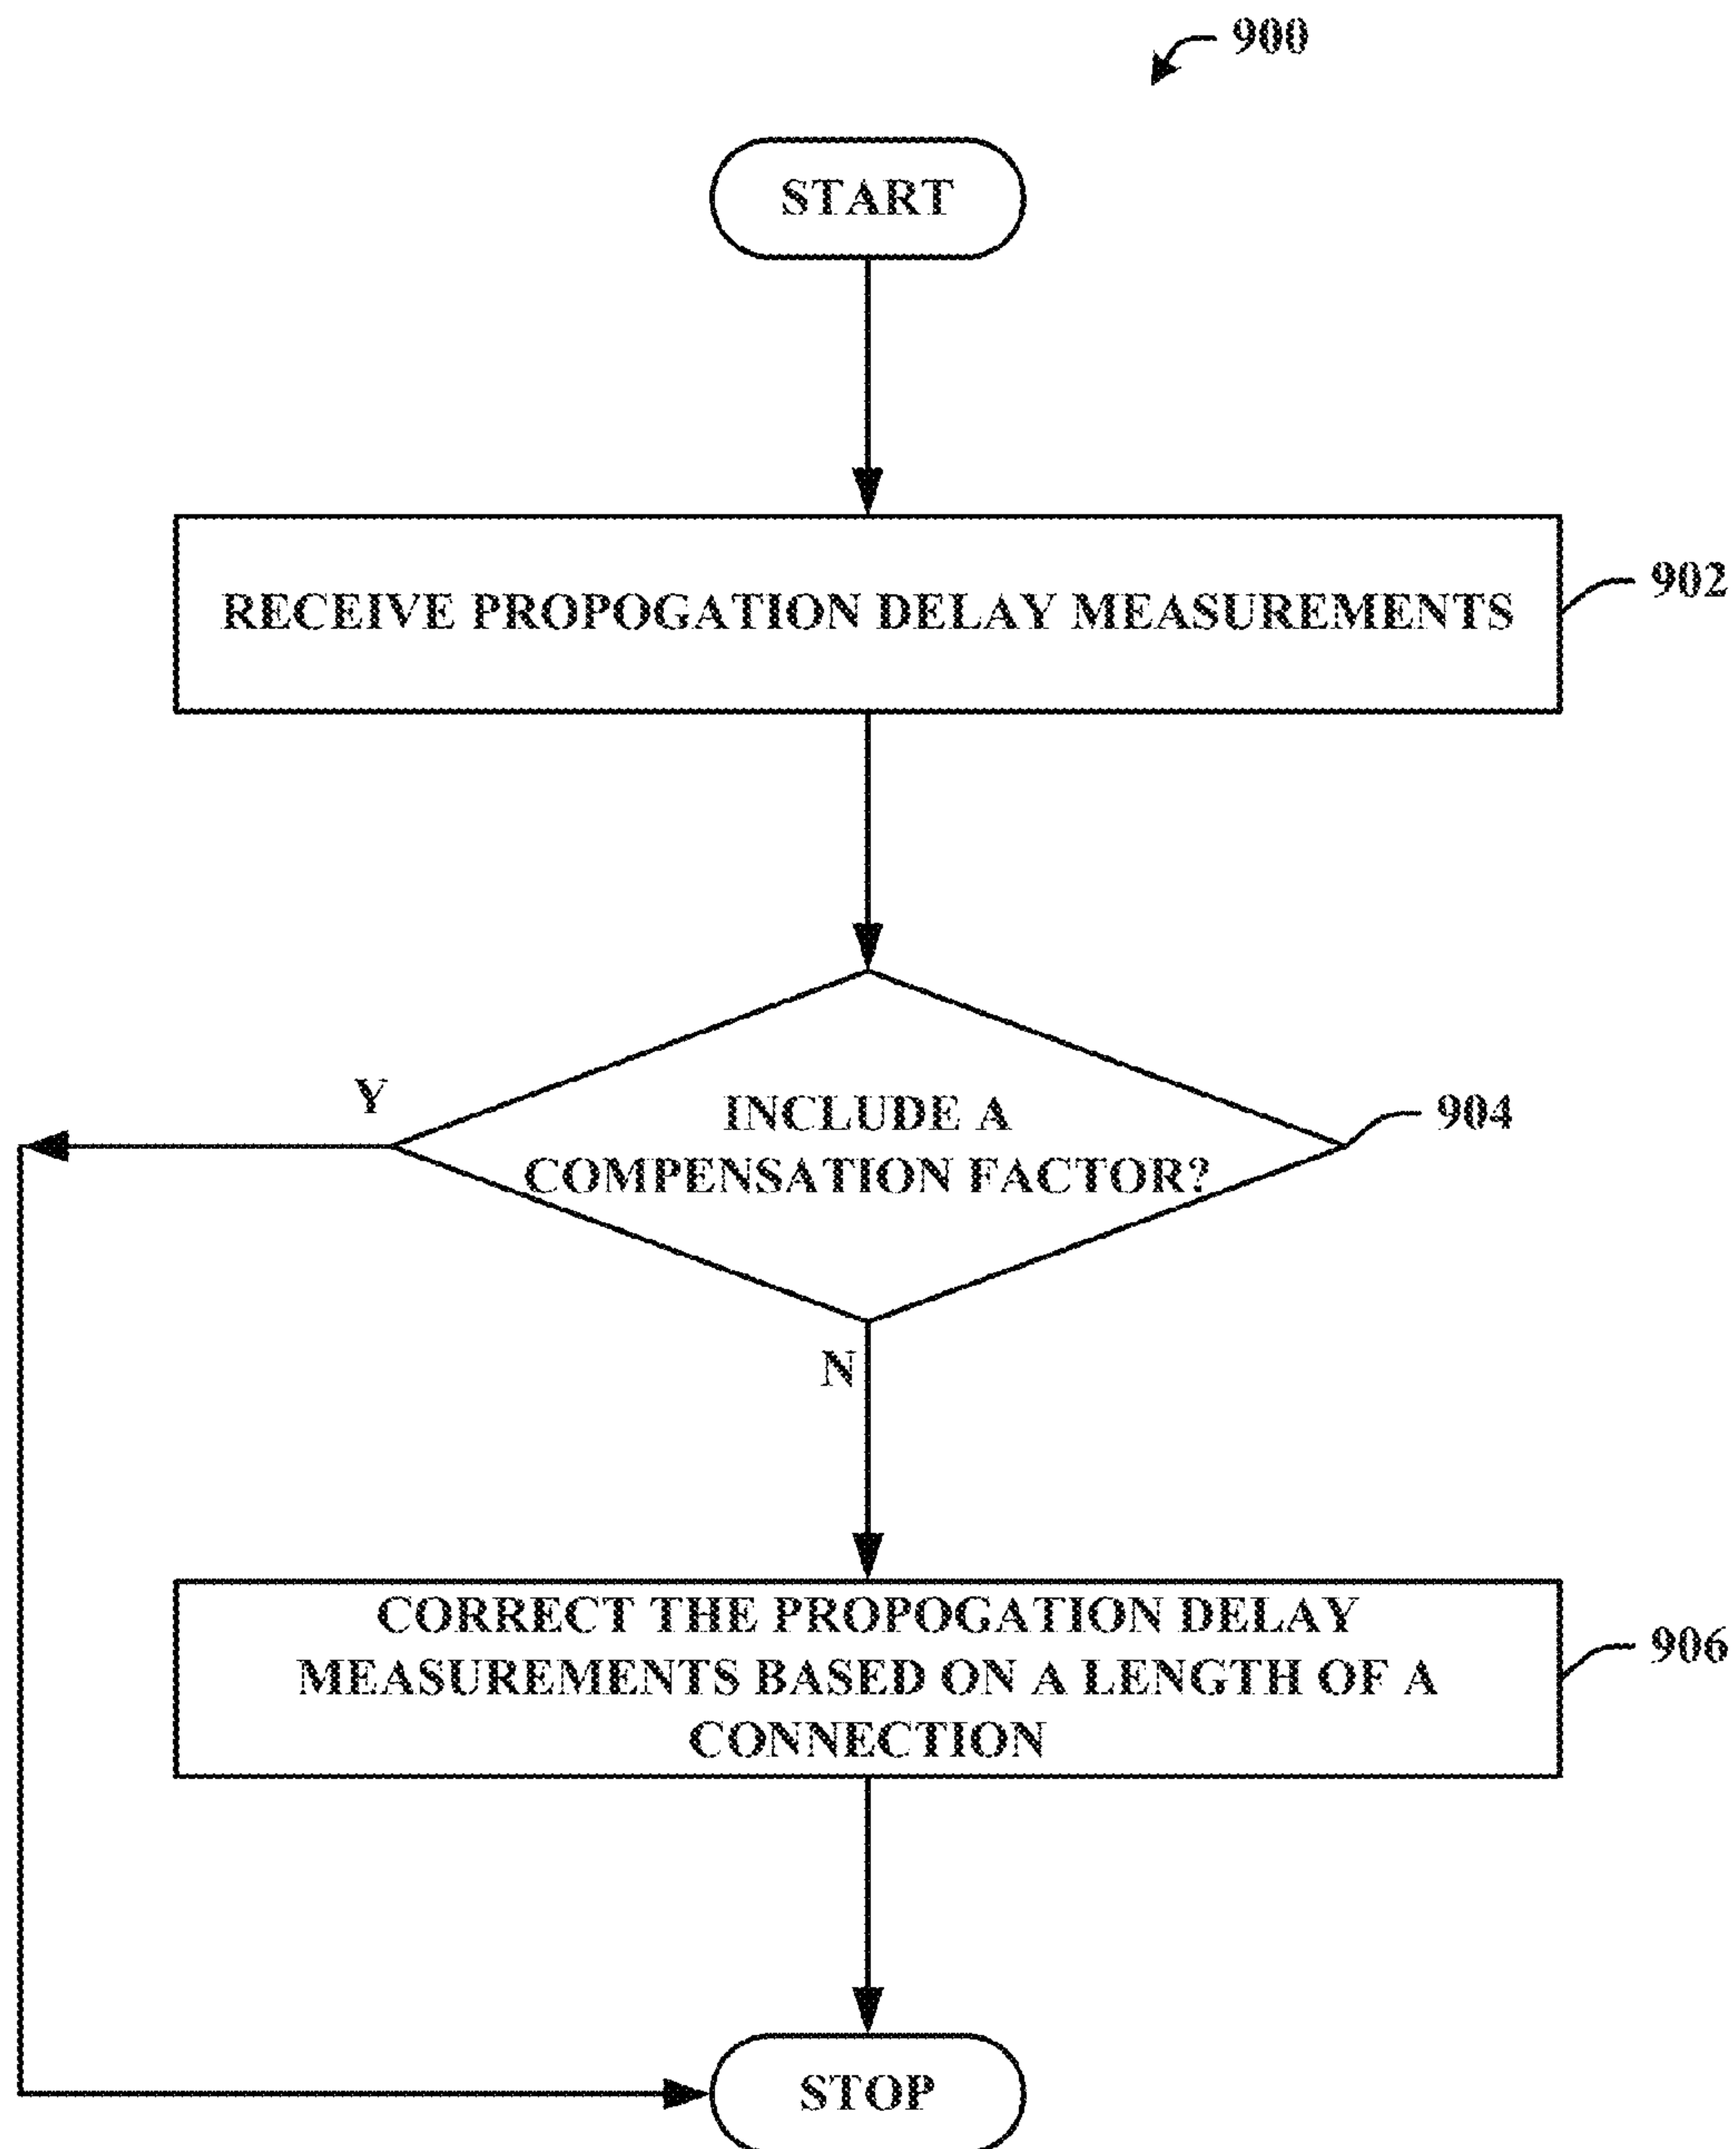 900
START
RECEIVE PROPOGATION DELAY MEASUREMENTS
902
INCLUDE A
COMPENSATION FACTOR?
904
Y
N
CORRECT THE PROPOGATION DELAY
MEASUREMENTS BASED ON A LENGTH OF A
CONNECTION
906
STOP